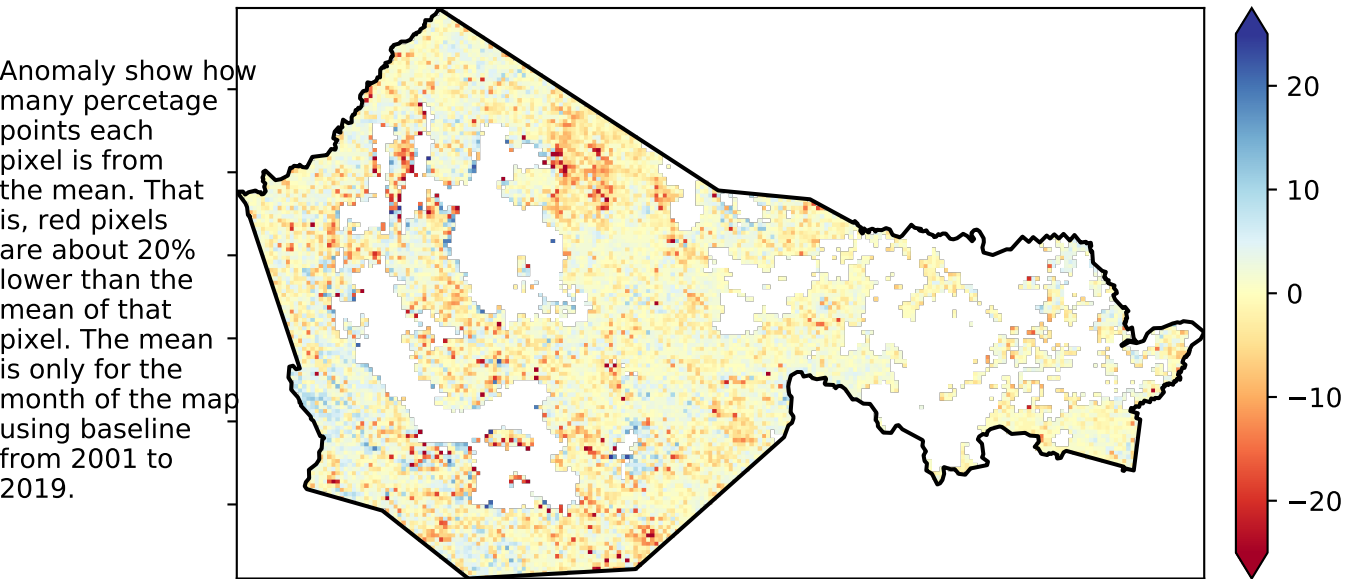 Anomaly show how
many percetage
points each
pixel is from
the mean. That
is, red pixels
are about 20%
lower than the
mean of that
pixel. The mean
is only for the
month of the map
using baseline
from 2001 to
2019.
20
10
0
−10
−20